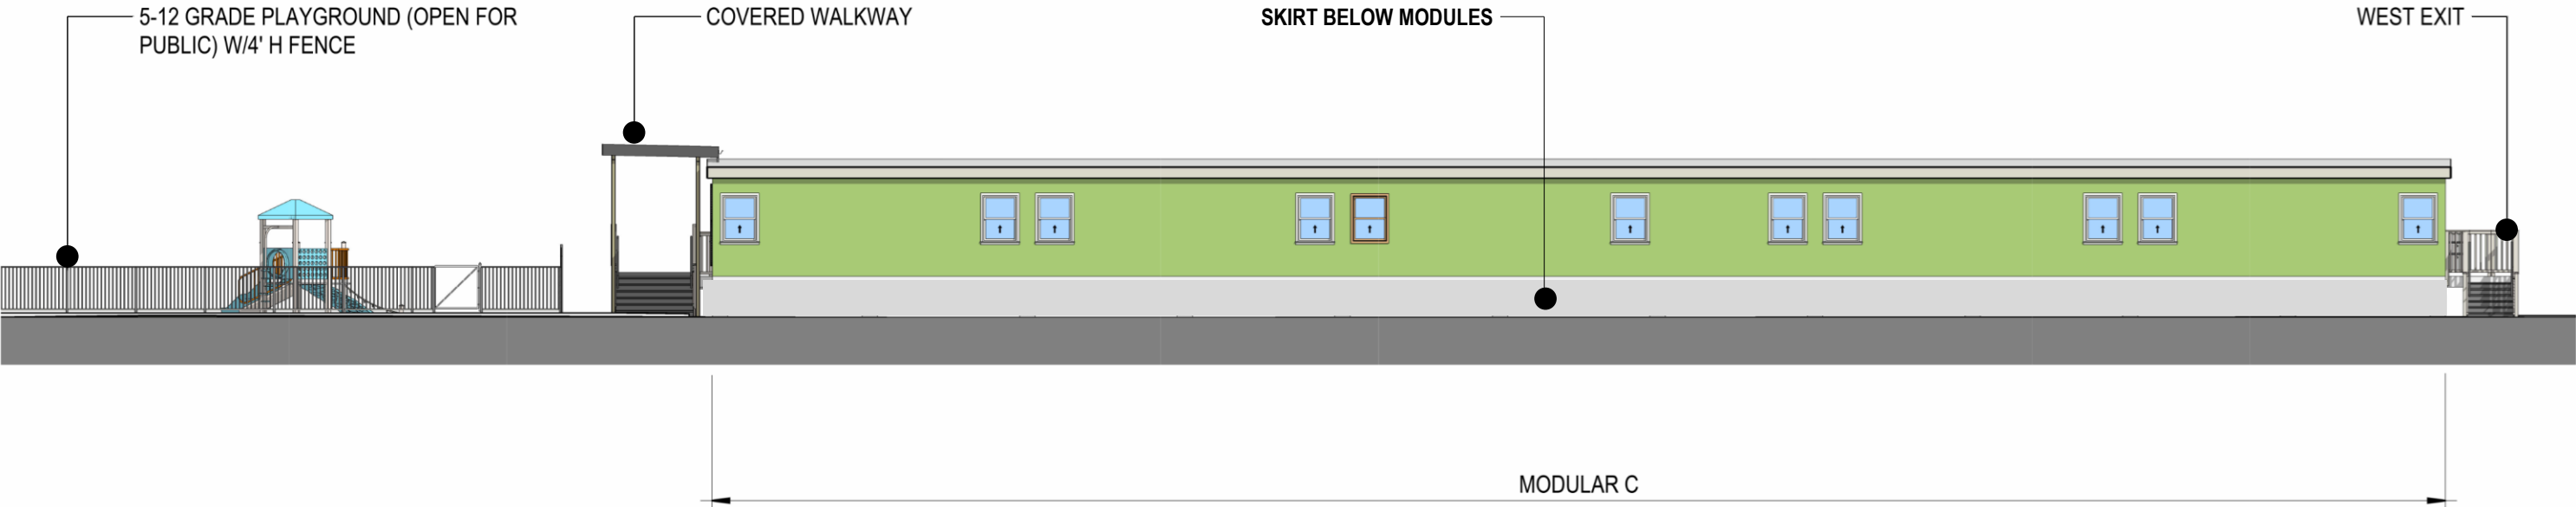 5-12 GRADE PLAYGROUND (OPEN FOR
PUBLIC) W/4' H FENCE
COVERED WALKWAY
SKIRT BELOW MODULES
WEST EXIT
MODULAR C